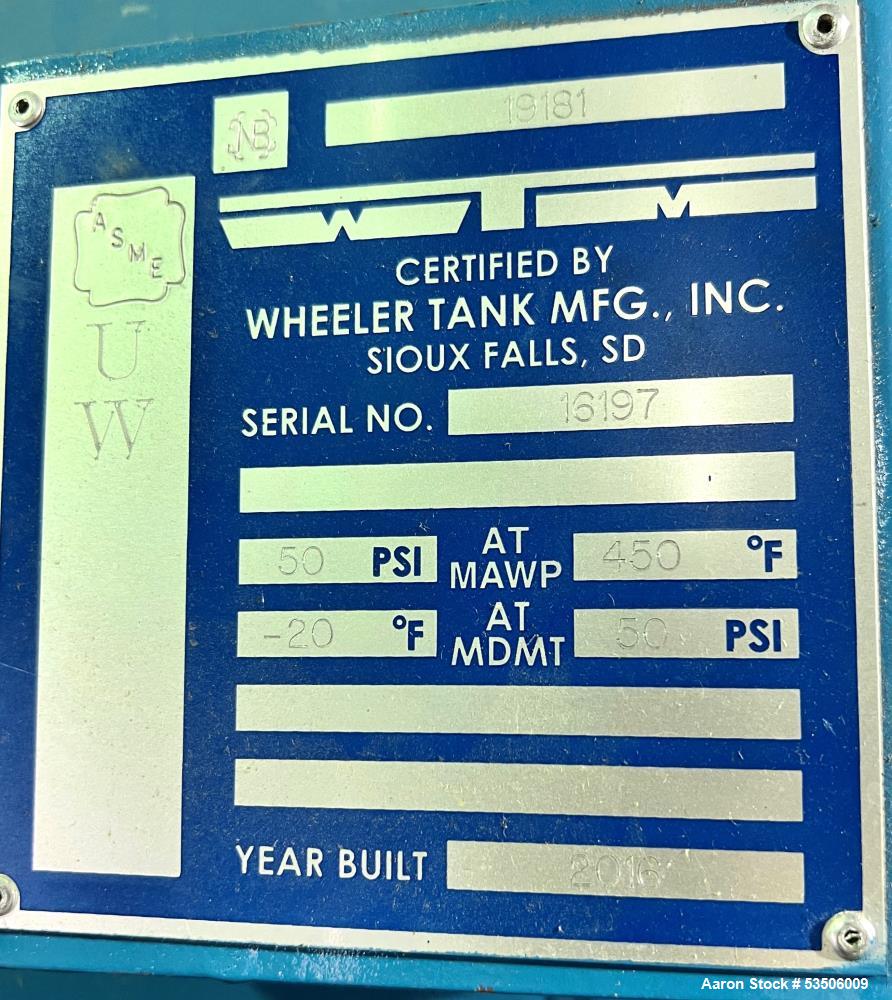 NB 19181
WTM
ASME
U
W
CERTIFIED BY
WHEELER TANK MFG., INC.
SIOUX FALLS, SD
SERIAL NO. 16197
50 PSI AT MAWP 450 °F
-20 °F AT MDMT 50 PSI
YEAR BUILT 2016
Aaron Stock # 53506009